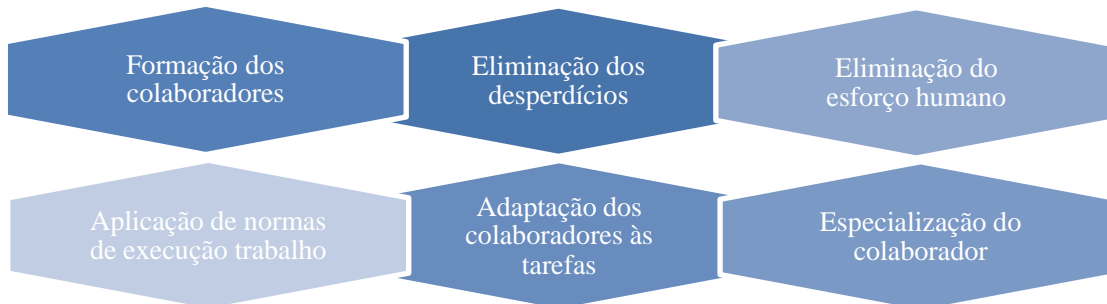 Formação dos
colaboradores
Eliminação dos
desperdícios
Eliminação do
esforço humano
Aplicação de normas
de execução trabalho
Adaptação dos
colaboradores às
tarefas
Especialização do
colaborador